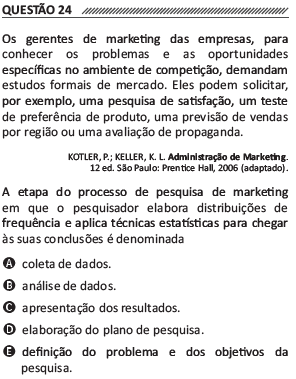 QUESTÃO 24
Os gerentes de marketing das empresas, para
conhecer os problemas e as oportunidades
específicas no ambiente de competição, demandam
estudos formais de mercado. Eles podem solicitar,
por exemplo, uma pesquisa de satisfação, um teste
de preferência de produto, uma previsão de vendas
por região ou uma avaliação de propaganda.
KOTLER, P.; KELLER, K. L. Administração de Marketing.
12 ed. São Paulo: Prentice Hall, 2006 (adaptado).
A etapa do processo de pesquisa de marketing
em que o pesquisador elabora distribuições de
frequência e aplica técnicas estatísticas para chegar
às suas conclusões é denominada
A coleta de dados.
B análise de dados.
C apresentação dos resultados.
D elaboração do plano de pesquisa.
E definição do problema e dos objetivos da
pesquisa.